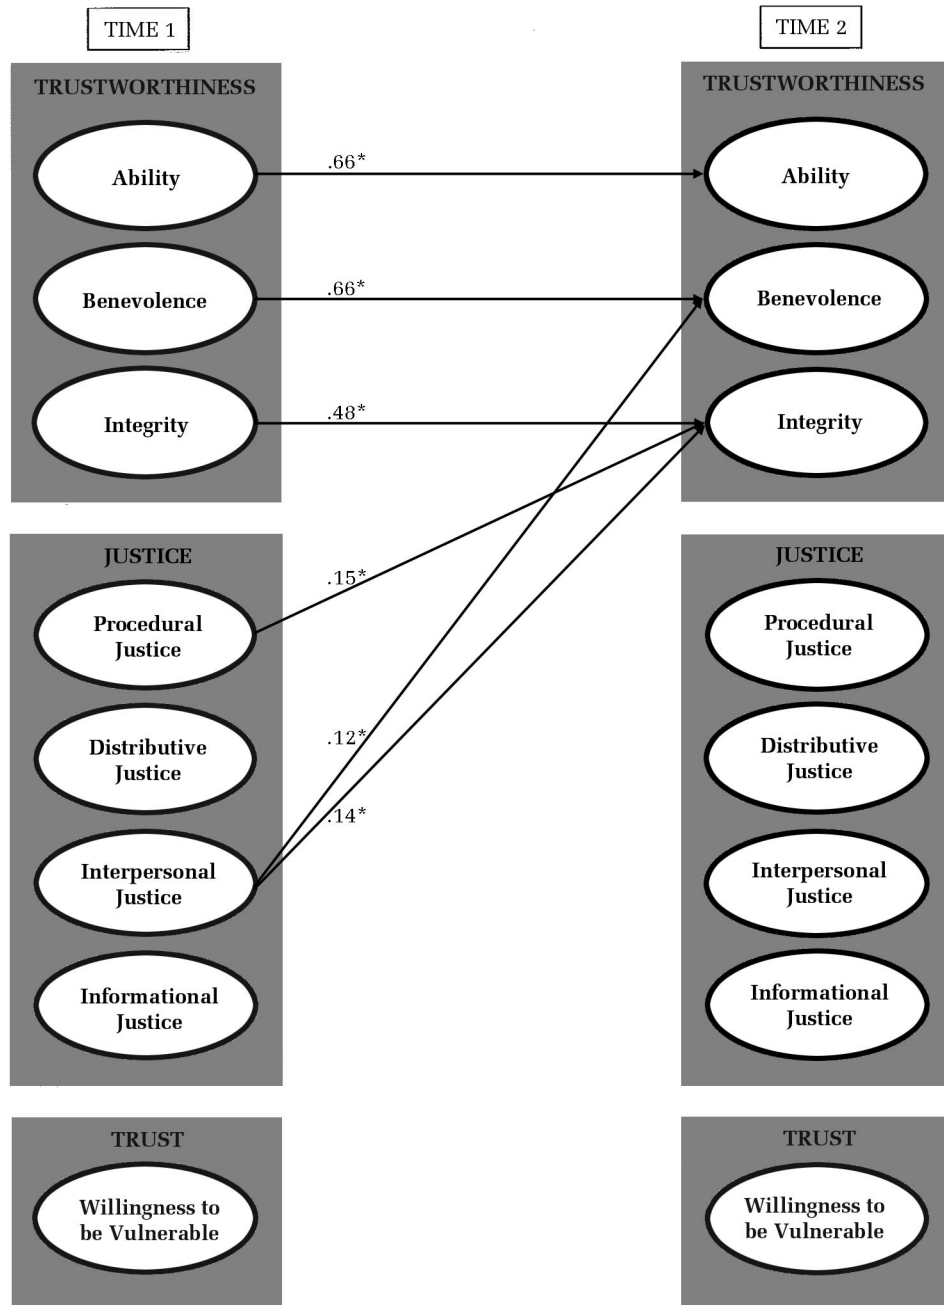 TIME 1
TIME 2
TRUSTWORTHINESS
Ability
Benevolence
Integrity
JUSTICE
Procedural
Justice
Distributive
Justice
Interpersonal
Justice
Informational
Justice
TRUST
Willingness to
be Vulnerable
.66*
.66*
.48*
.15*
.12*
.14*
TRUSTWORTHINESS
Ability
Benevolence
Integrity
JUSTICE
Procedural
Justice
Distributive
Justice
Interpersonal
Justice
Informational
Justice
TRUST
Willingness to
be Vulnerable